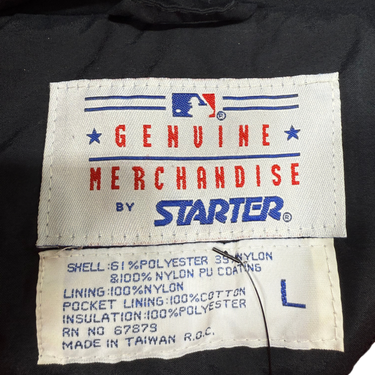 GENUINE
MERCHANDISE
BY STARTER®
SHELL: 61%POLYESTER 39%NYLON
&100% NYLON PU COATING
LINING:100%NYLON
POCKET LINING:100%COTTON
INSULATION:100%POLYESTER
RN NO 67879
MADE IN TAIWAN R.O.C.
L